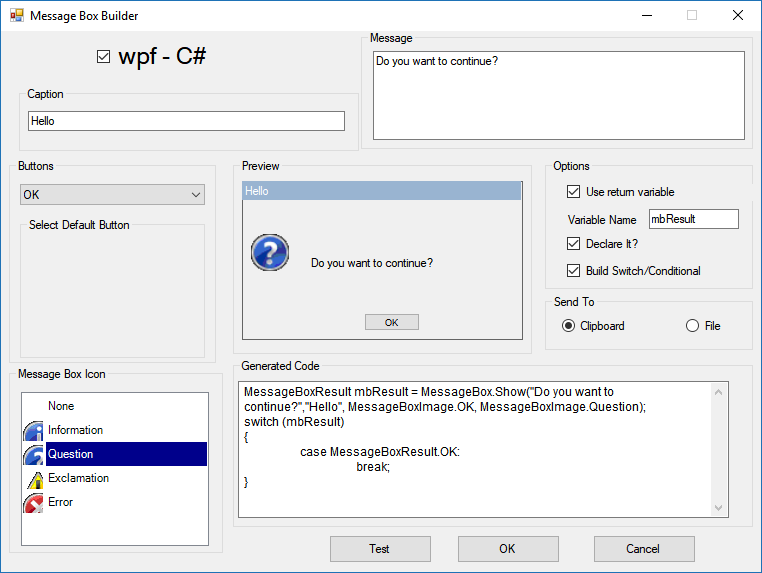 Message Box Builder
wpf - C#
Caption
Hello
Message
Do you want to continue?
Buttons
OK
Select Default Button
Preview
Hello
Do you want to continue?
OK
Options
Use return variable
Variable Name mbResult
Declare It?
Build Switch/Conditional
Send To
Clipboard File
Message Box Icon
None
Information
Question
Exclamation
Error
Generated Code
MessageBoxResult mbResult = MessageBox.Show("Do you want to
continue?","Hello", MessageBoxImage.OK, MessageBoxImage.Question);
switch (mbResult)
{
case MessageBoxResult.OK:
break;
}
Test OK Cancel